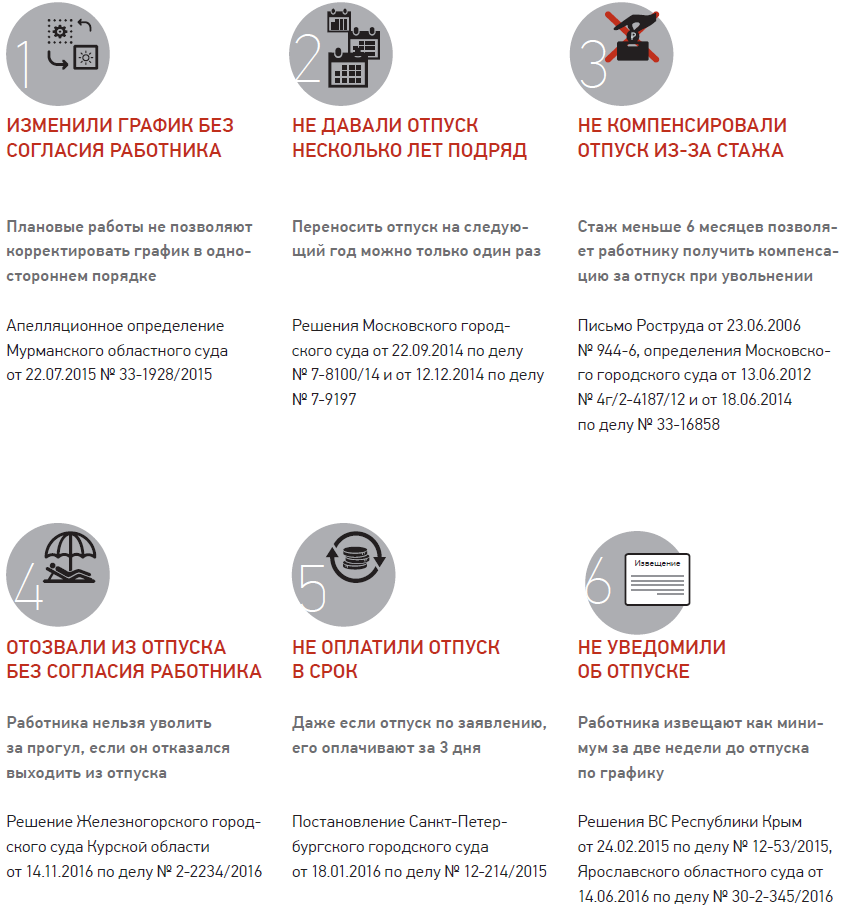 1
ИЗМЕНИЛИ ГРАФИК БЕЗ
СОГЛАСИЯ РАБОТНИКА
Плановые работы не позволяют
корректировать график в одно-
стороннем порядке
Апелляционное определение
Мурманского областного суда
от 22.07.2015 № 33-1928/2015
2
НЕ ДАВАЛИ ОТПУСК
НЕСКОЛЬКО ЛЕТ ПОДРЯД
Переносить отпуск на следую-
щий год можно только один раз
Решения Московского город-
ского суда от 22.09.2014 по делу
№ 7-8100/14 и от 12.12.2014 по делу
№ 7-9197
3
Р
НЕ КОМПЕНСИРОВАЛИ
ОТПУСК ИЗ-ЗА СТАЖА
Стаж меньше 6 месяцев позволя-
ет работнику получить компенса-
цию за отпуск при увольнении
Письмо Роструда от 23.06.2006
№ 944-6, определения Московско-
го городского суда от 13.06.2012
№ 4г/2-4187/12 и от 18.06.2014
по делу № 33-16858
4
ОТОЗВАЛИ ИЗ ОТПУСКА
БЕЗ СОГЛАСИЯ РАБОТНИКА
Работника нельзя уволить
за прогул, если он отказался
выходить из отпуска
Решение Железногорского город-
ского суда Курской области
от 14.11.2016 по делу № 2-2234/2016
5
НЕ ОПЛАТИЛИ ОТПУСК
В СРОК
Даже если отпуск по заявлению,
его оплачивают за 3 дня
Постановление Санкт-Петер-
бургского городского суда
от 18.01.2016 по делу № 12-214/2015
6
Извещение
НЕ УВЕДОМИЛИ
ОБ ОТПУСКЕ
Работника извещают как мини-
мум за две недели до отпуска
по графику
Решения ВС Республики Крым
от 24.02.2015 по делу № 12-53/2015,
Ярославского областного суда от
14.06.2016 по делу № 30-2-345/2016